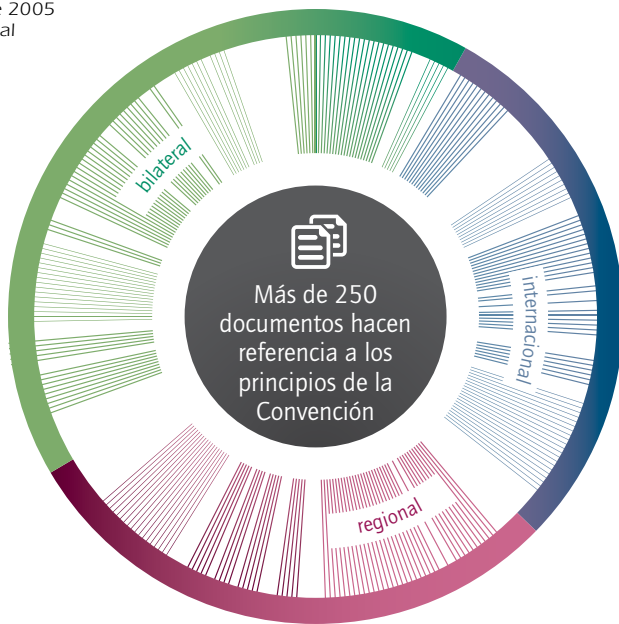 2005
al
bilateral
internacional
regional
Más de 250
documentos hacen
referencia a los
principios de la
Convención